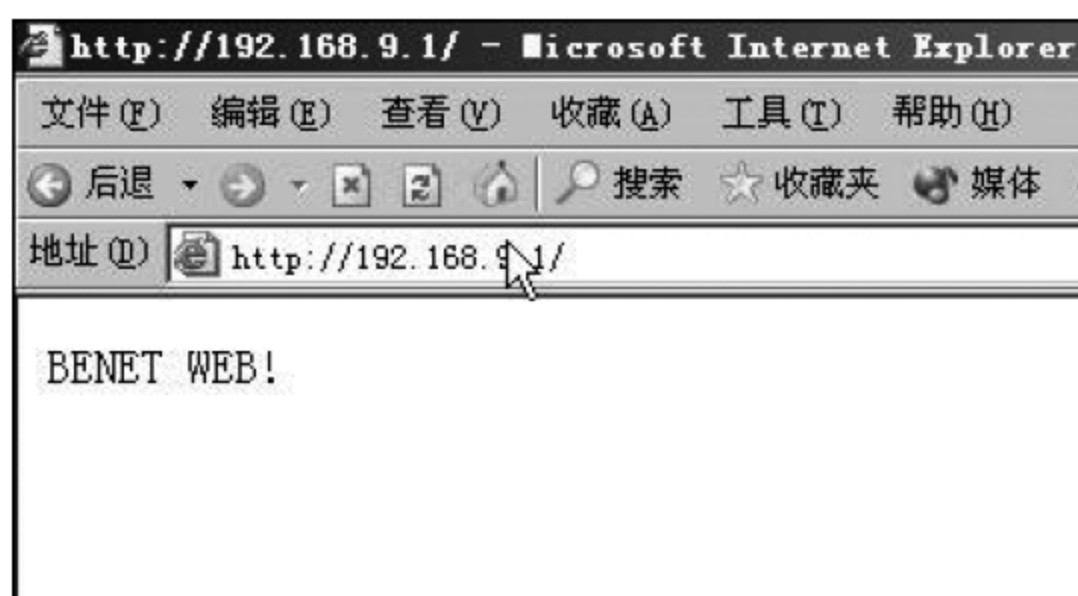 http://192.168.9.1/ - Microsoft Internet Explorer
文件(F) 编辑(E) 查看(V) 收藏(A) 工具(T) 帮助(H)
后退 搜索 收藏夹 媒体
地址(D) http://192.168.9.1/
BENET WEB!